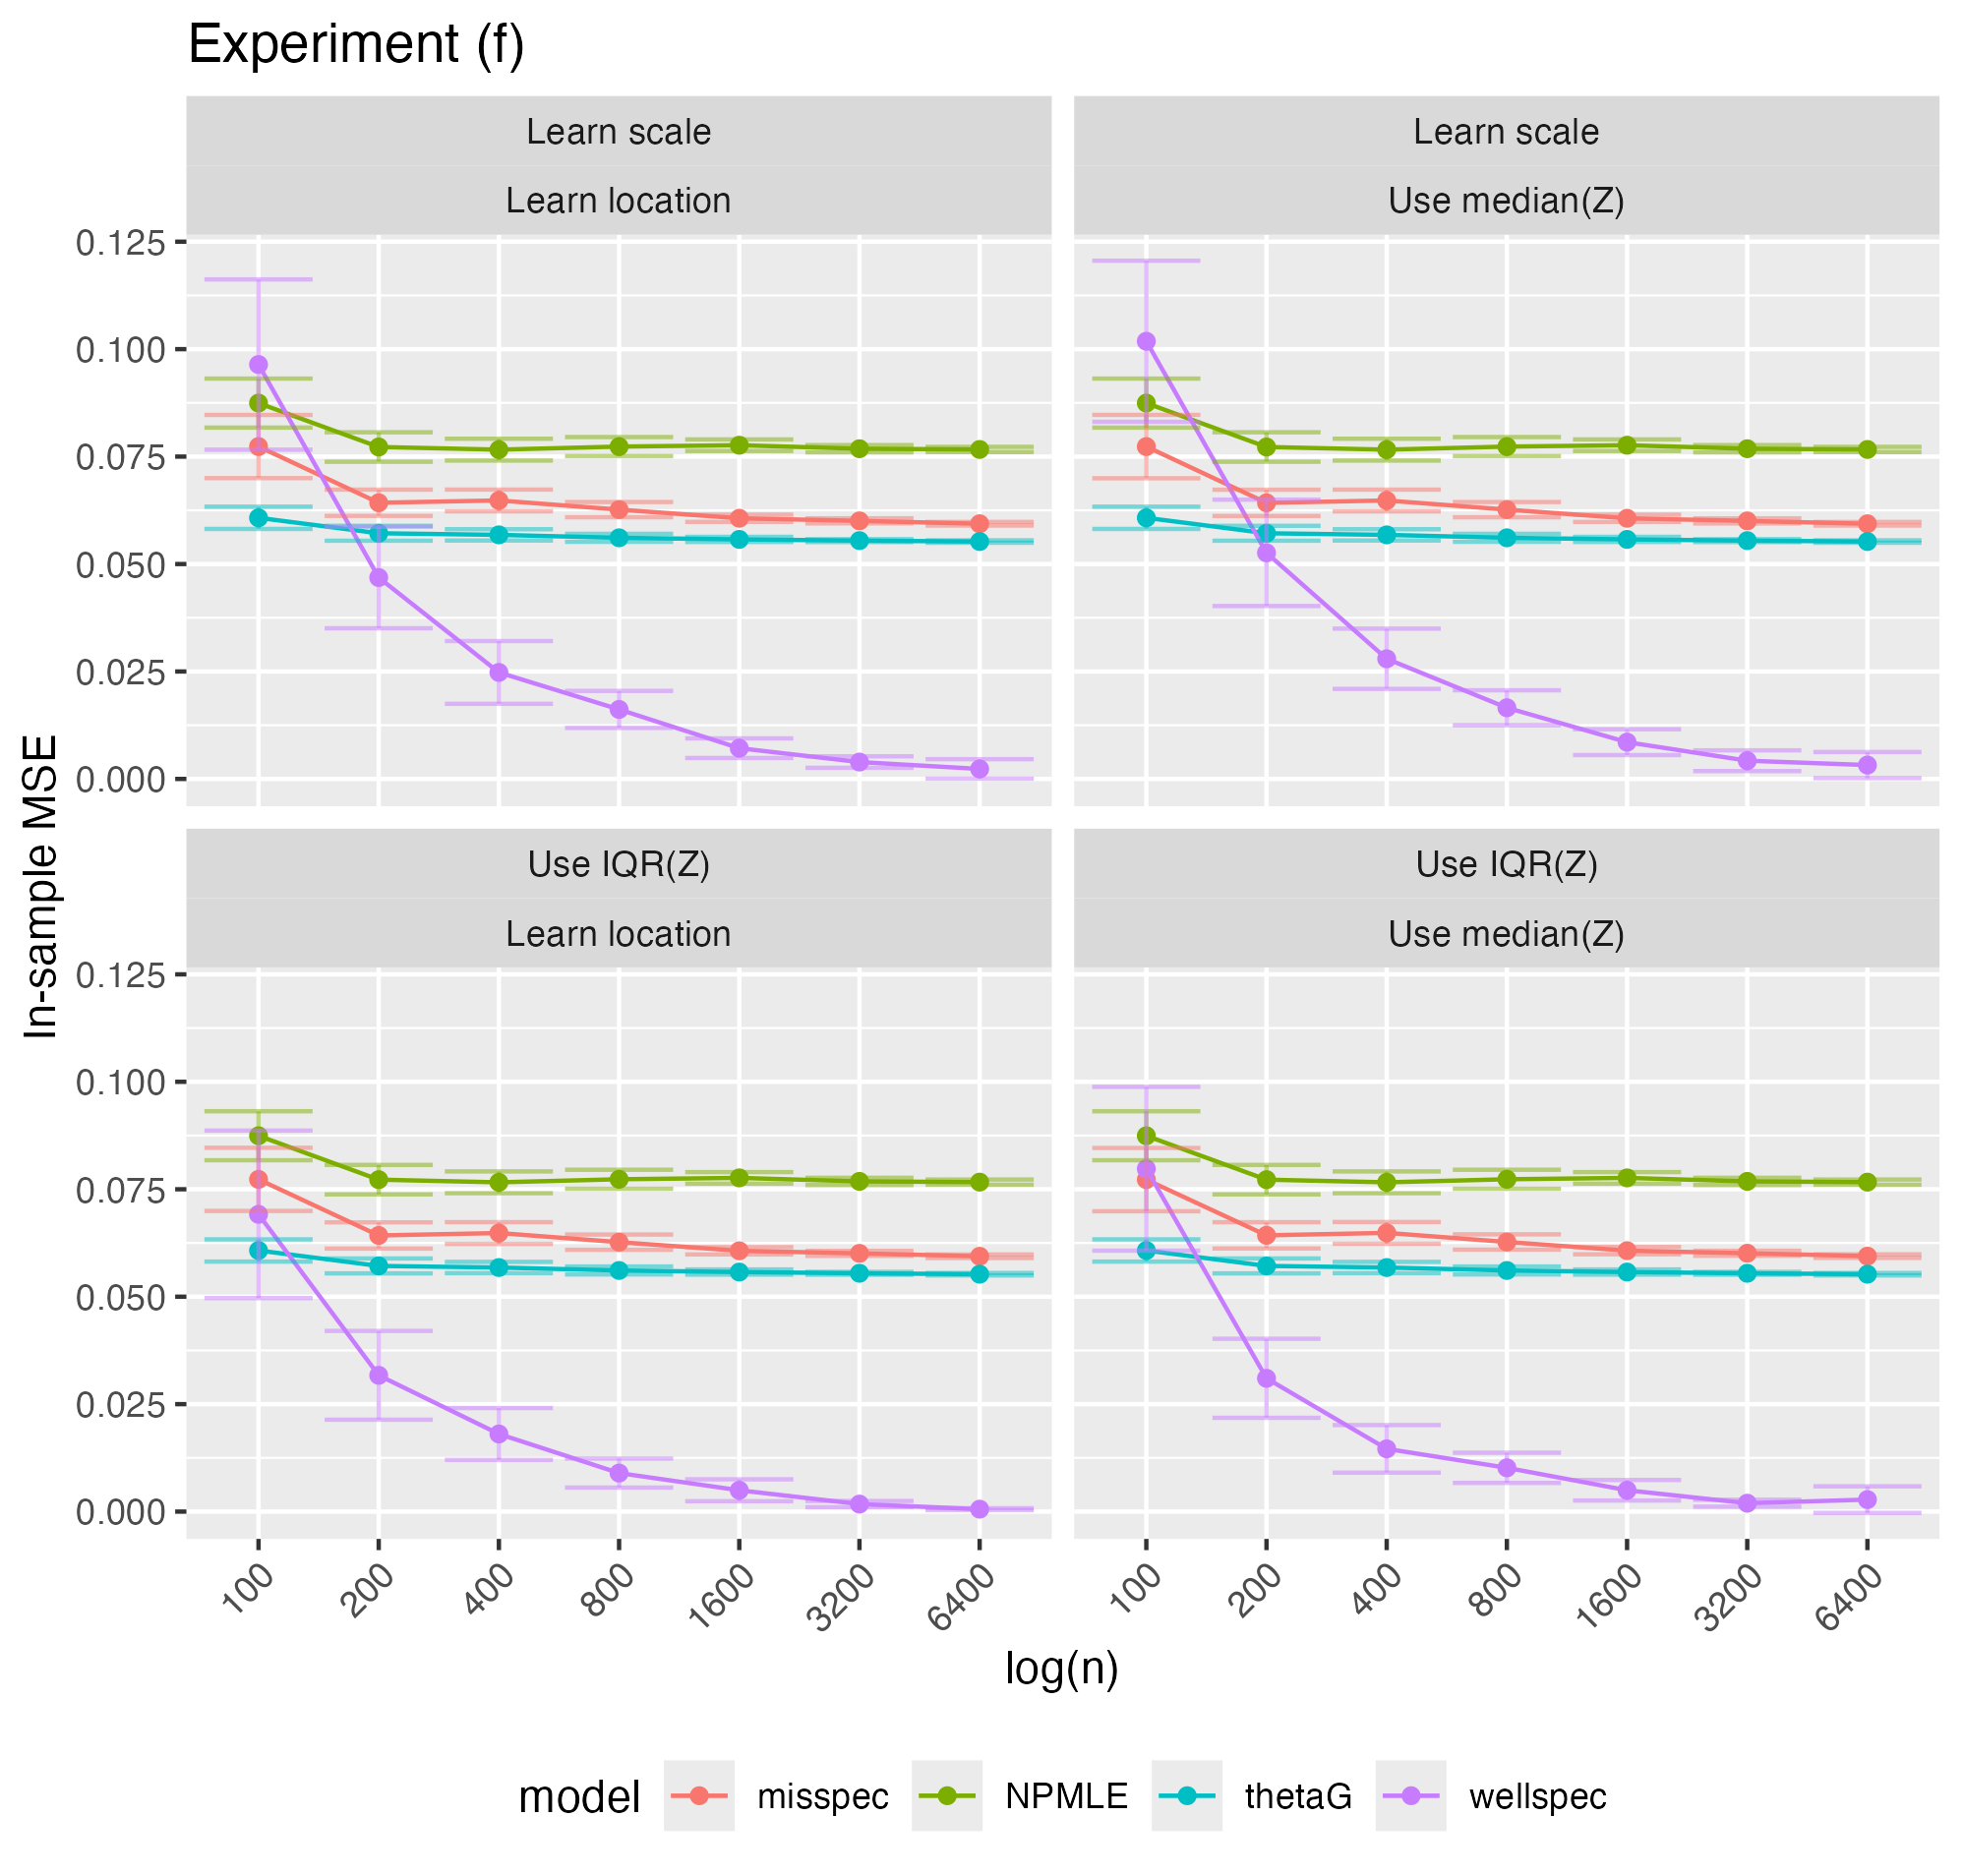 Experiment (f)
Learn scale
Learn location
Learn scale
Use median(Z)
0.125
0.100
0.075
0.050
0.025
0.000
Use IQR(Z)
Learn location
Use IQR(Z)
Use median(Z)
0.125
0.100
0.075
0.050
0.025
0.000
In-sample MSE
100 200 400 800 1600 3200 6400
100 200 400 800 1600 3200 6400
log(n)
model misspec NPMLE thetaG wellspec